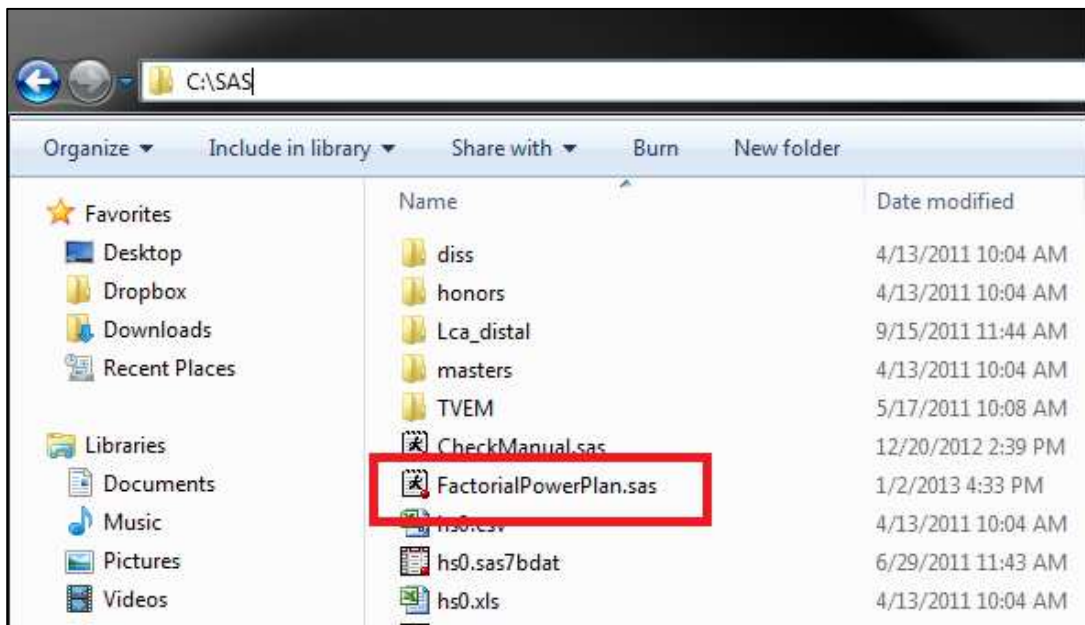 C:\SAS
Organize Include in library Share with Burn New folder
Favorites
Desktop
Dropbox
Downloads
Recent Places
Libraries
Documents
Music
Pictures
Videos
Name Date modified
diss 4/13/2011 10:04 AM
honors 4/13/2011 10:04 AM
Lca_distal 9/15/2011 11:44 AM
masters 4/13/2011 10:04 AM
TVEM 5/17/2011 10:08 AM
CheckManual.sas 12/20/2012 2:39 PM
FactorialPowerPlan.sas 1/2/2013 4:33 PM
hs0.csv 4/13/2011 10:04 AM
hs0.sas7bdat 6/29/2011 11:43 AM
hs0.xls 4/13/2011 10:04 AM